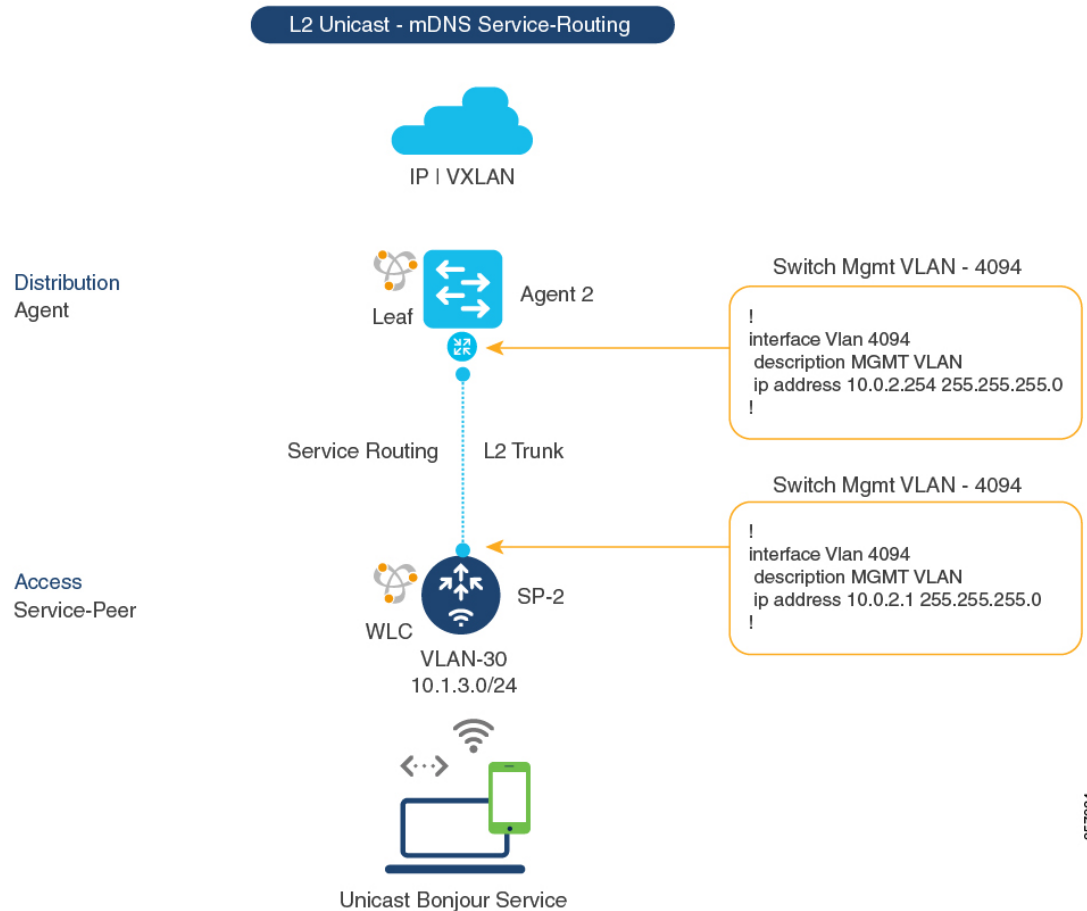 L2 Unicast - mDNS Service-Routing
IP | VXLAN
Distribution
Agent
Leaf
Agent 2
Switch Mgmt VLAN - 4094
!
interface Vlan 4094
description MGMT VLAN
ip address 10.0.2.254 255.255.255.0
!
Service Routing
L2 Trunk
Switch Mgmt VLAN - 4094
!
interface Vlan 4094
description MGMT VLAN
ip address 10.0.2.1 255.255.255.0
!
Access
Service-Peer
WLC
SP-2
VLAN-30
10.1.3.0/24
Unicast Bonjour Service